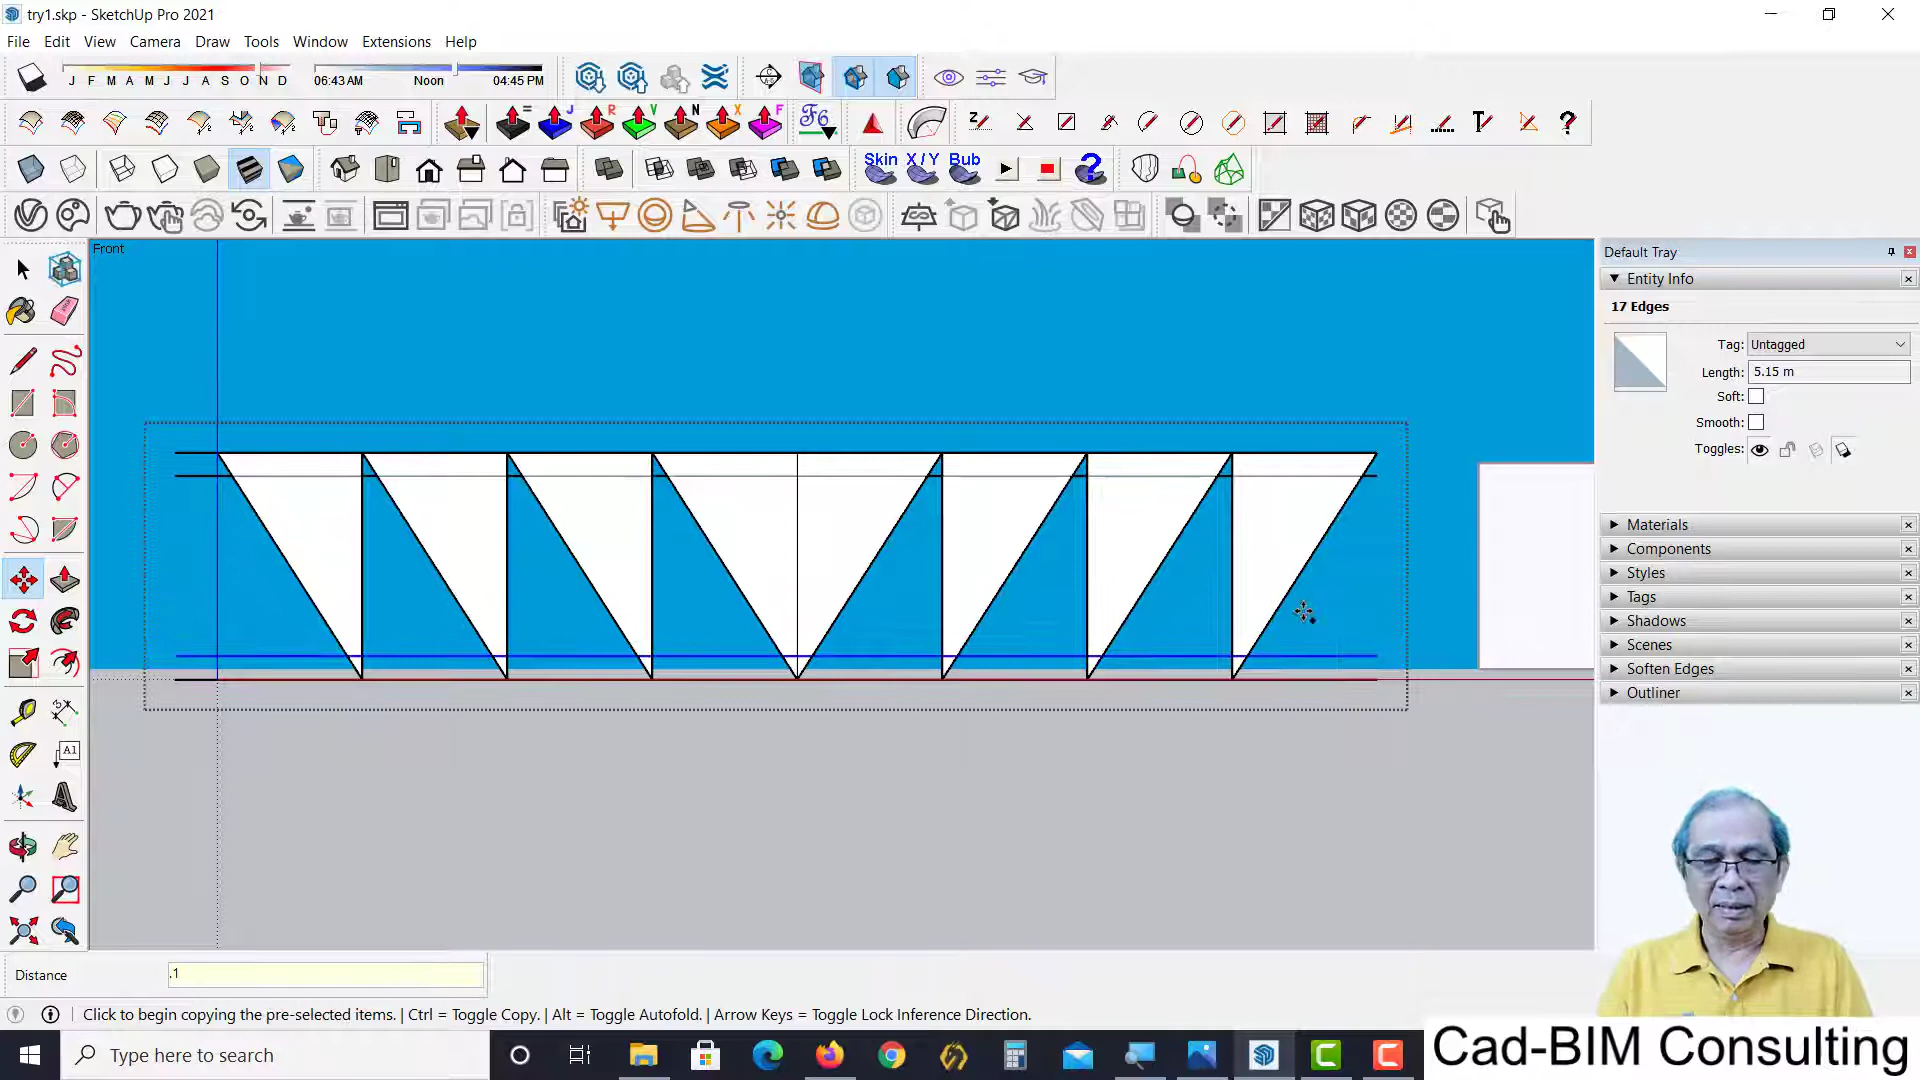 try1.skp - SketchUp Pro 2021
File Edit View Camera Draw Tools Window Extensions Help
J F M A M J J A S O N D 06:43 AM Noon 04:45 PM
= J R V N X F F6 Z ?
Skin X/Y Bub ?
Front
Default Tray
Entity Info
17 Edges
Tag: Untagged
Length: 5.15 m
Soft:
Smooth:
Toggles:
Materials
Components
Styles
Tags
Shadows
Scenes
Soften Edges
Outliner
A1
Distance .1
Click to begin copying the pre-selected items. | Ctrl = Toggle Copy. | Alt = Toggle Autofold. | Arrow Keys = Toggle Lock Inference Direction.
Type here to search
Cad-BIM Consulting